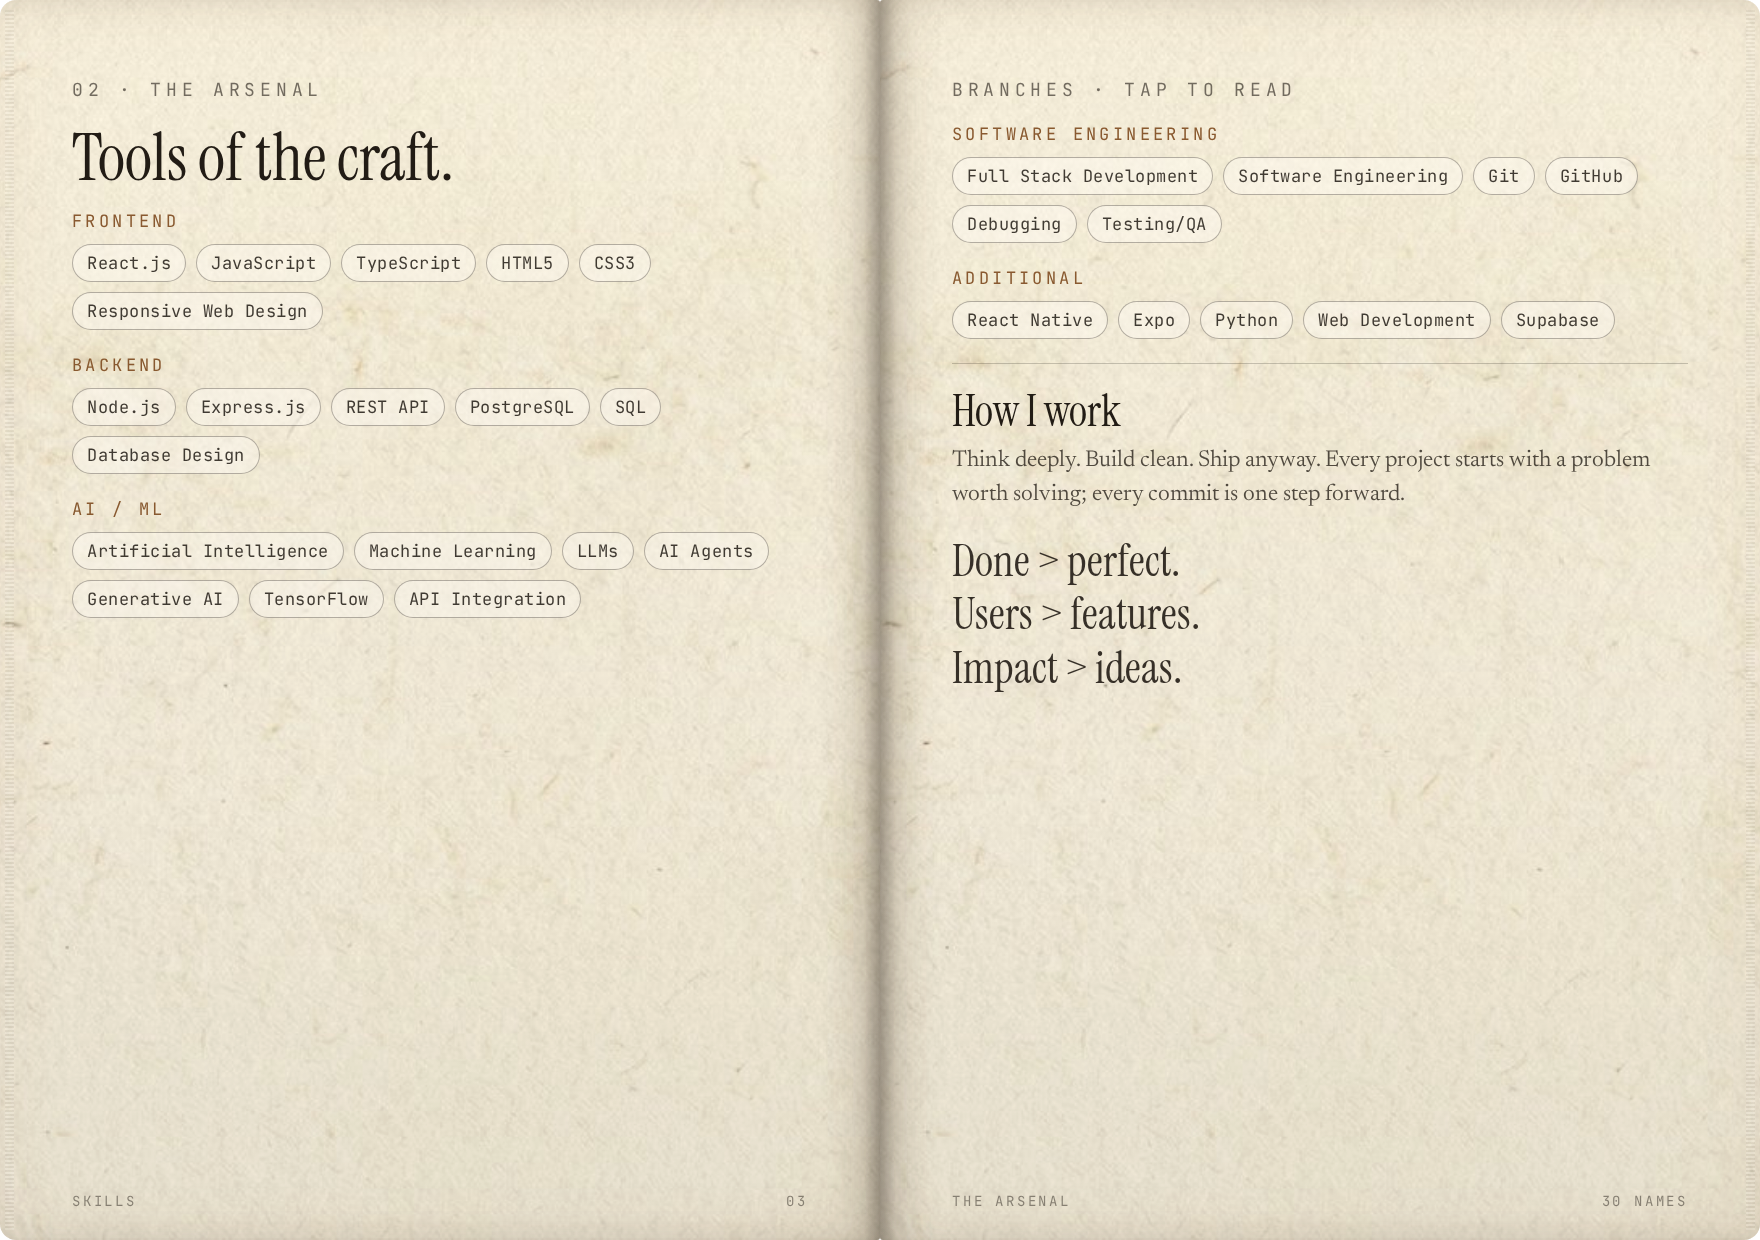 02 · THE ARSENAL
Tools of the craft.
FRONTEND
React.js JavaScript TypeScript HTML5 CSS3
Responsive Web Design
BACKEND
Node.js Express.js REST API PostgreSQL SQL
Database Design
AI / ML
Artificial Intelligence Machine Learning LLMs AI Agents
Generative AI TensorFlow API Integration
SKILLS 03
BRANCHES · TAP TO READ
SOFTWARE ENGINEERING
Full Stack Development Software Engineering Git GitHub
Debugging Testing/QA
ADDITIONAL
React Native Expo Python Web Development Supabase
How I work
Think deeply. Build clean. Ship anyway. Every project starts with a problem
worth solving; every commit is one step forward.
Done > perfect.
Users > features.
Impact > ideas.
THE ARSENAL 30 NAMES